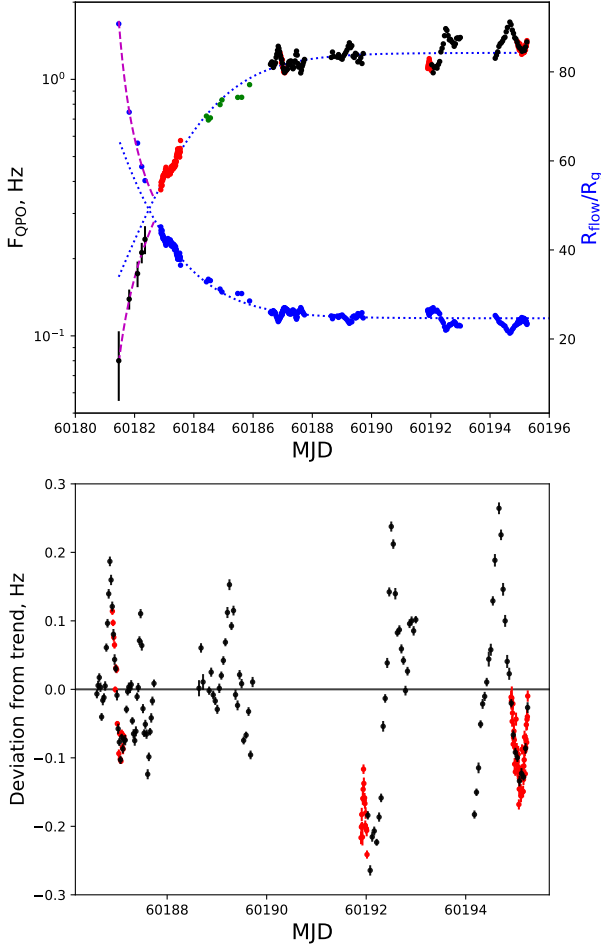 10⁰
10⁻¹
F_QPO, Hz
80
60
40
20
R_flow/R_g
60180 60182 60184 60186 60188 60190 60192 60194 60196
MJD
0.3
0.2
0.1
0.0
−0.1
−0.2
−0.3
Deviation from trend, Hz
60188 60190 60192 60194
MJD